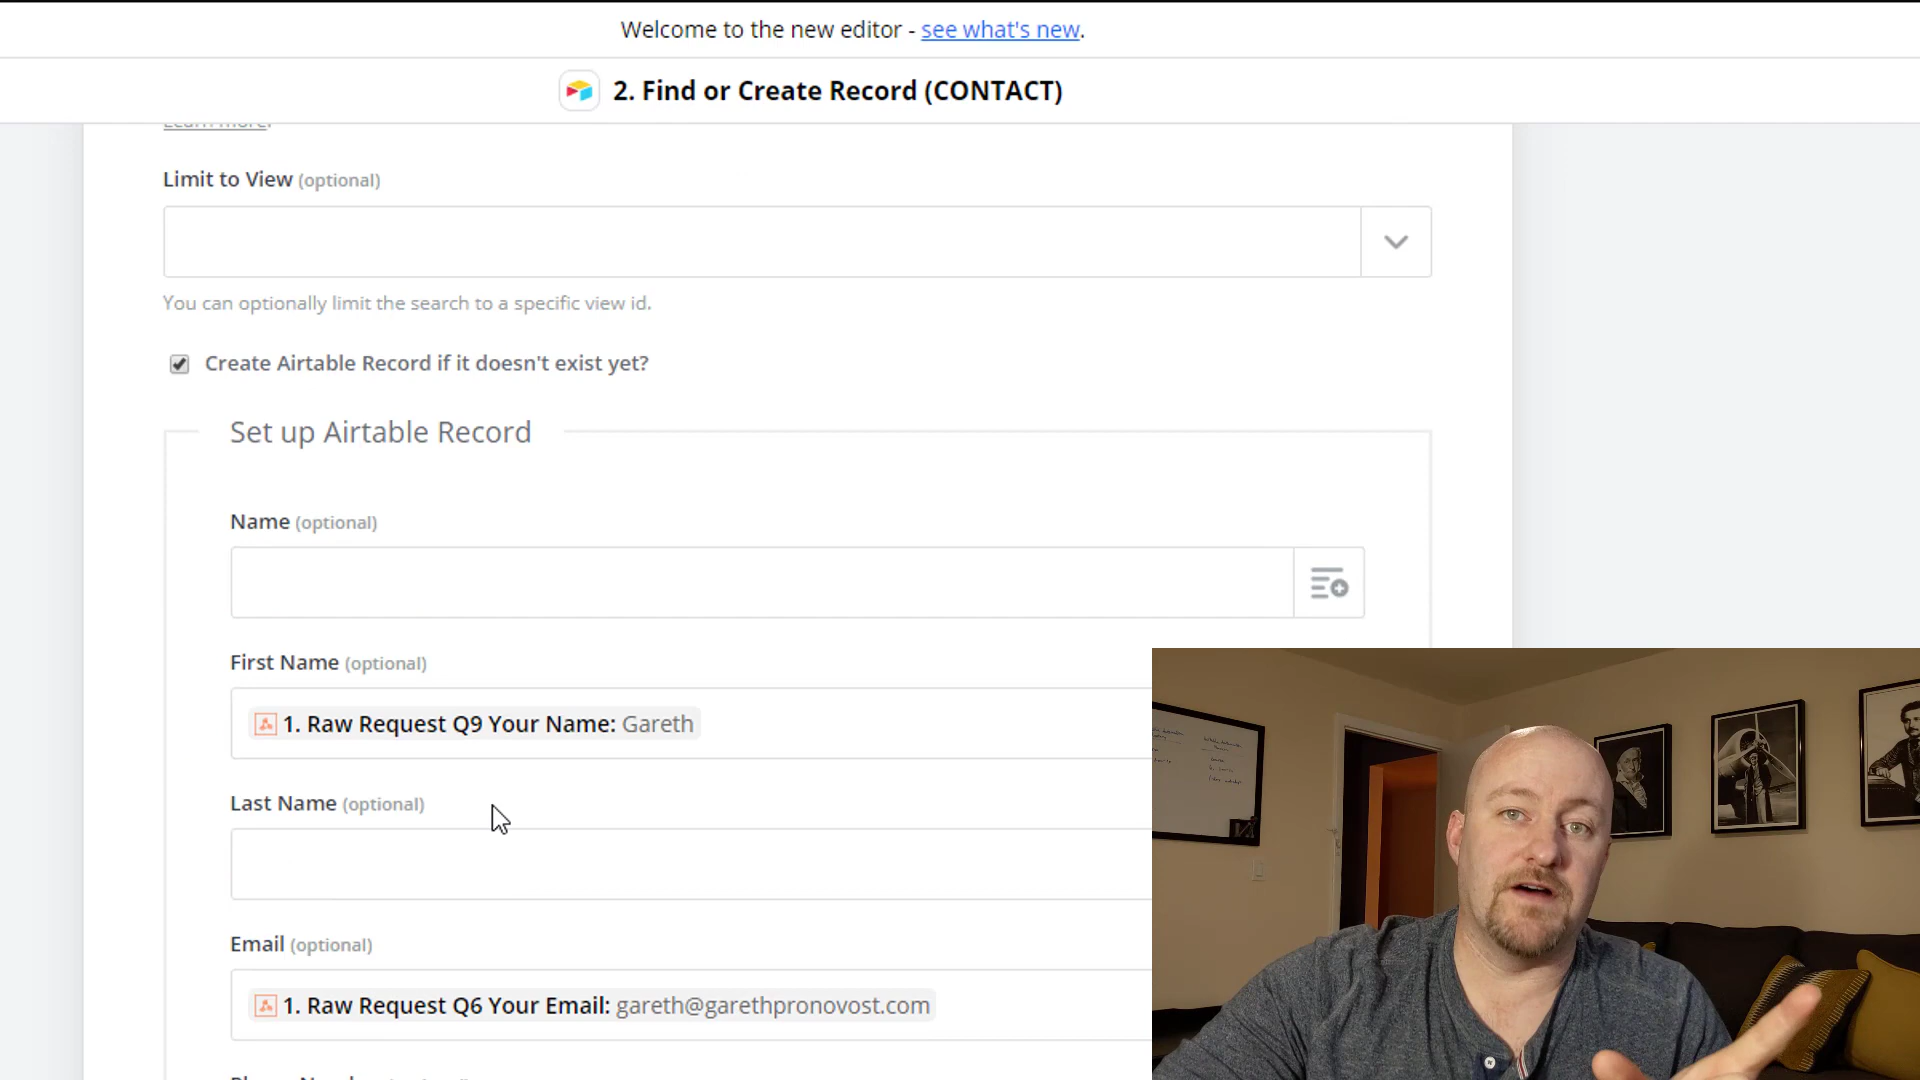 Welcome to the new editor - see what's new.
2. Find or Create Record (CONTACT)
Learn more.
Limit to View (optional)
You can optionally limit the search to a specific view id.
Create Airtable Record if it doesn't exist yet?
Set up Airtable Record
Name (optional)
First Name (optional)
1. Raw Request Q9 Your Name: Gareth
Last Name (optional)
Email (optional)
1. Raw Request Q6 Your Email: gareth@garethpronovost.com